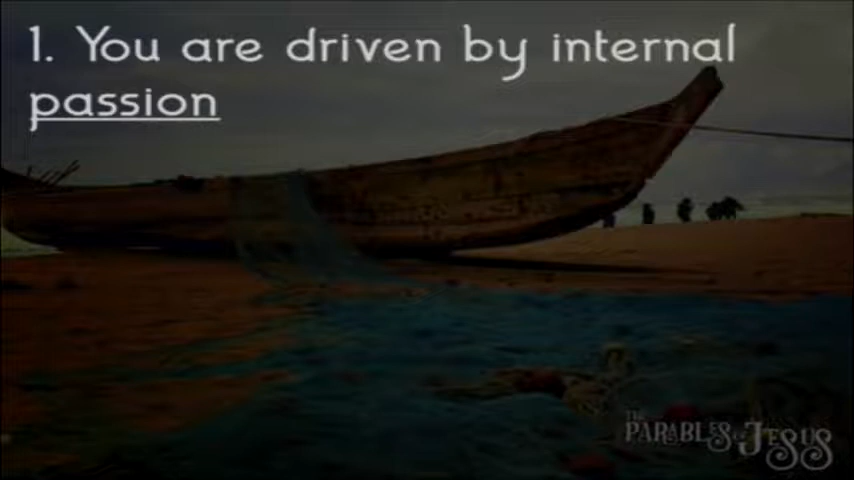 1. You are driven by internal
passion
THE
PARABLES OF JESUS